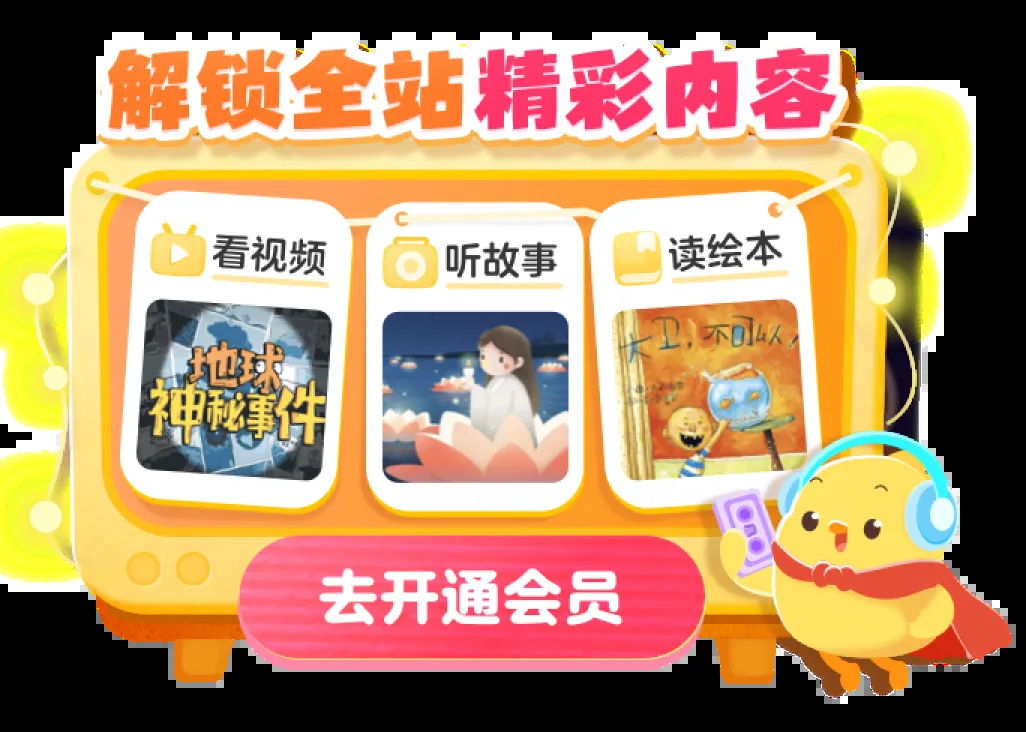 解锁全站精彩内容
看视频
听故事
读绘本
地球
神秘事件
大卫，不可以！
去开通会员